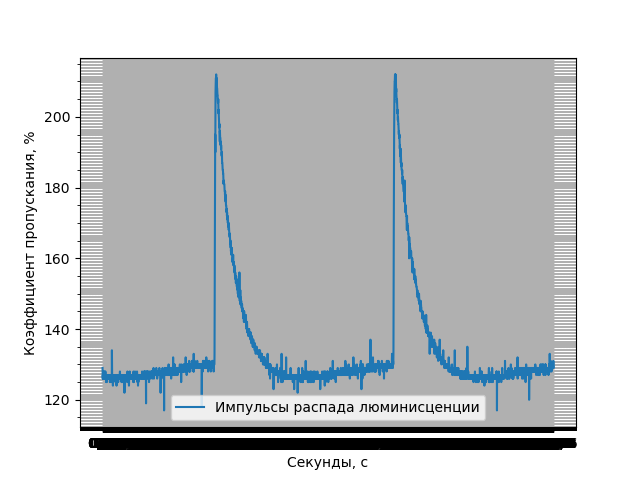 Коэффициент пропускания, %
200
180
160
140
120
Импульсы распада люминисценции
Секунды, с